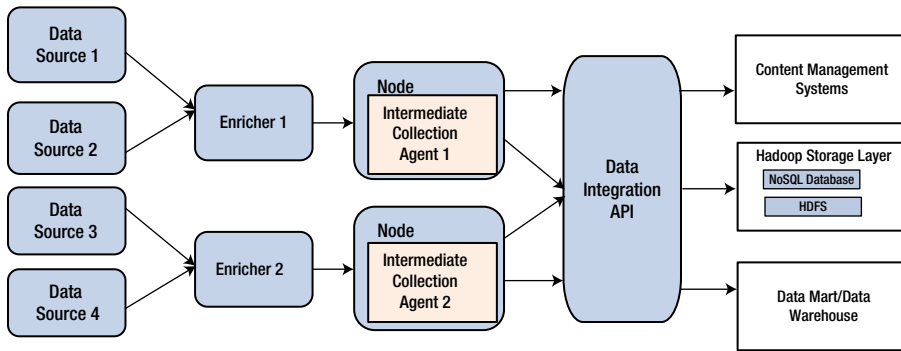 Data
Source 1
Data
Source 2
Data
Source 3
Data
Source 4
Enricher 1
Enricher 2
Node
Intermediate
Collection
Agent 1
Node
Intermediate
Collection
Agent 2
Data
Integration
API
Content Management
Systems
Hadoop Storage Layer
NoSQL Database
HDFS
Data Mart/Data
Warehouse